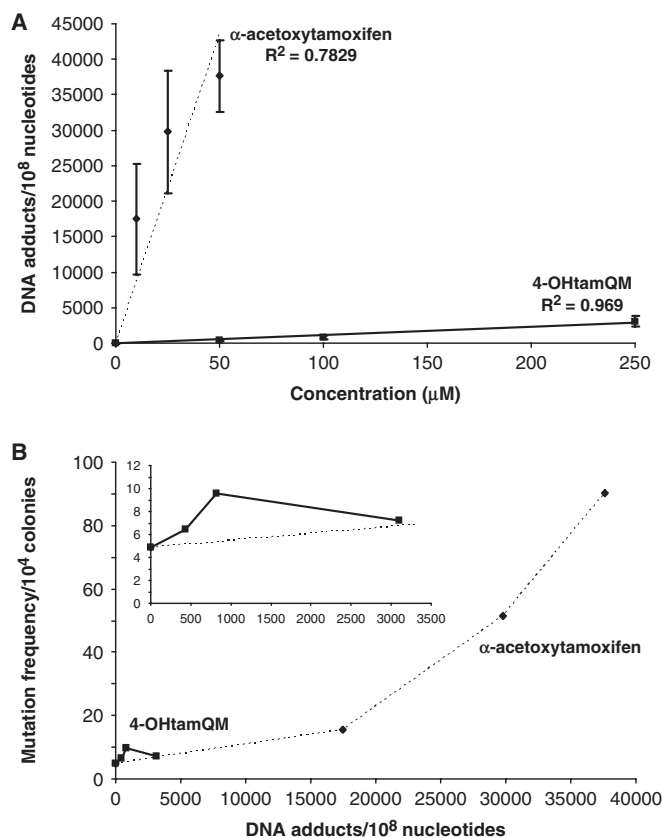 A
DNA adducts/10⁸ nucleotides
45000
40000
35000
30000
25000
20000
15000
10000
5000
0
α-acetoxytamoxifen
R² = 0.7829
4-OHtamQM
R² = 0.969
0 50 100 150 200 250
Concentration (μM)
B
Mutation frequency/10⁴ colonies
100
80
60
40
20
0
12
10
8
6
4
2
0
0 500 1000 1500 2000 2500 3000 3500
4-OHtamQM
α-acetoxytamoxifen
0 5000 10000 15000 20000 25000 30000 35000 40000
DNA adducts/10⁸ nucleotides